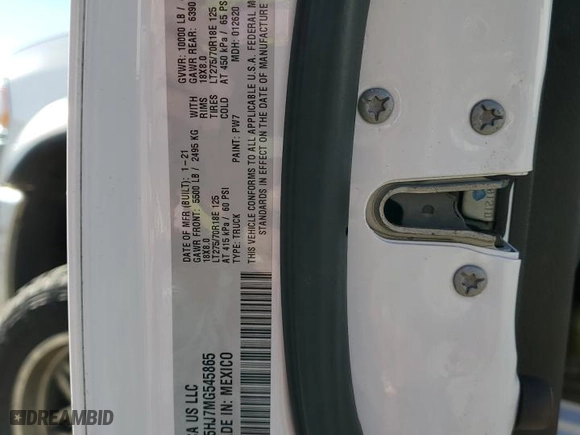 US LLC
DATE OF MFR (BUILT): 1-21
GVWR: 10000 LB /
GAWR FRONT: 5500 LB / 2495 KG
GAWR REAR: 6390
18X8.0
WITH
18X8.0
RIMS
LT275/70R18E 125
TIRES
LT275/70R18E 125
AT 415 kPa / 60 PSI
COLD
AT 450 kPa / 65 PS
TYPE: TRUCK
PAINT: PW7
MDH: 012620
THIS VEHICLE CONFORMS TO ALL APPLICABLE U.S.A. FEDERAL M
STANDARDS IN EFFECT ON THE DATE OF MANUFACTURE
5HJ7MG545865
DE IN: MEXICO
DREAMBID